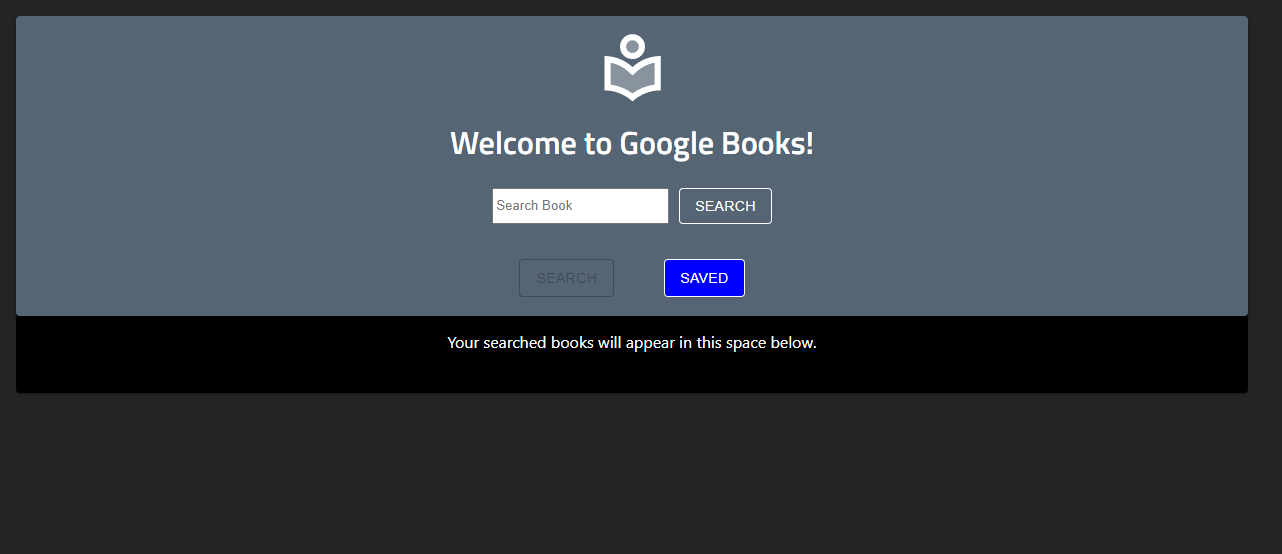 Welcome to Google Books!
Search Book SEARCH
SEARCH SAVED
Your searched books will appear in this space below.